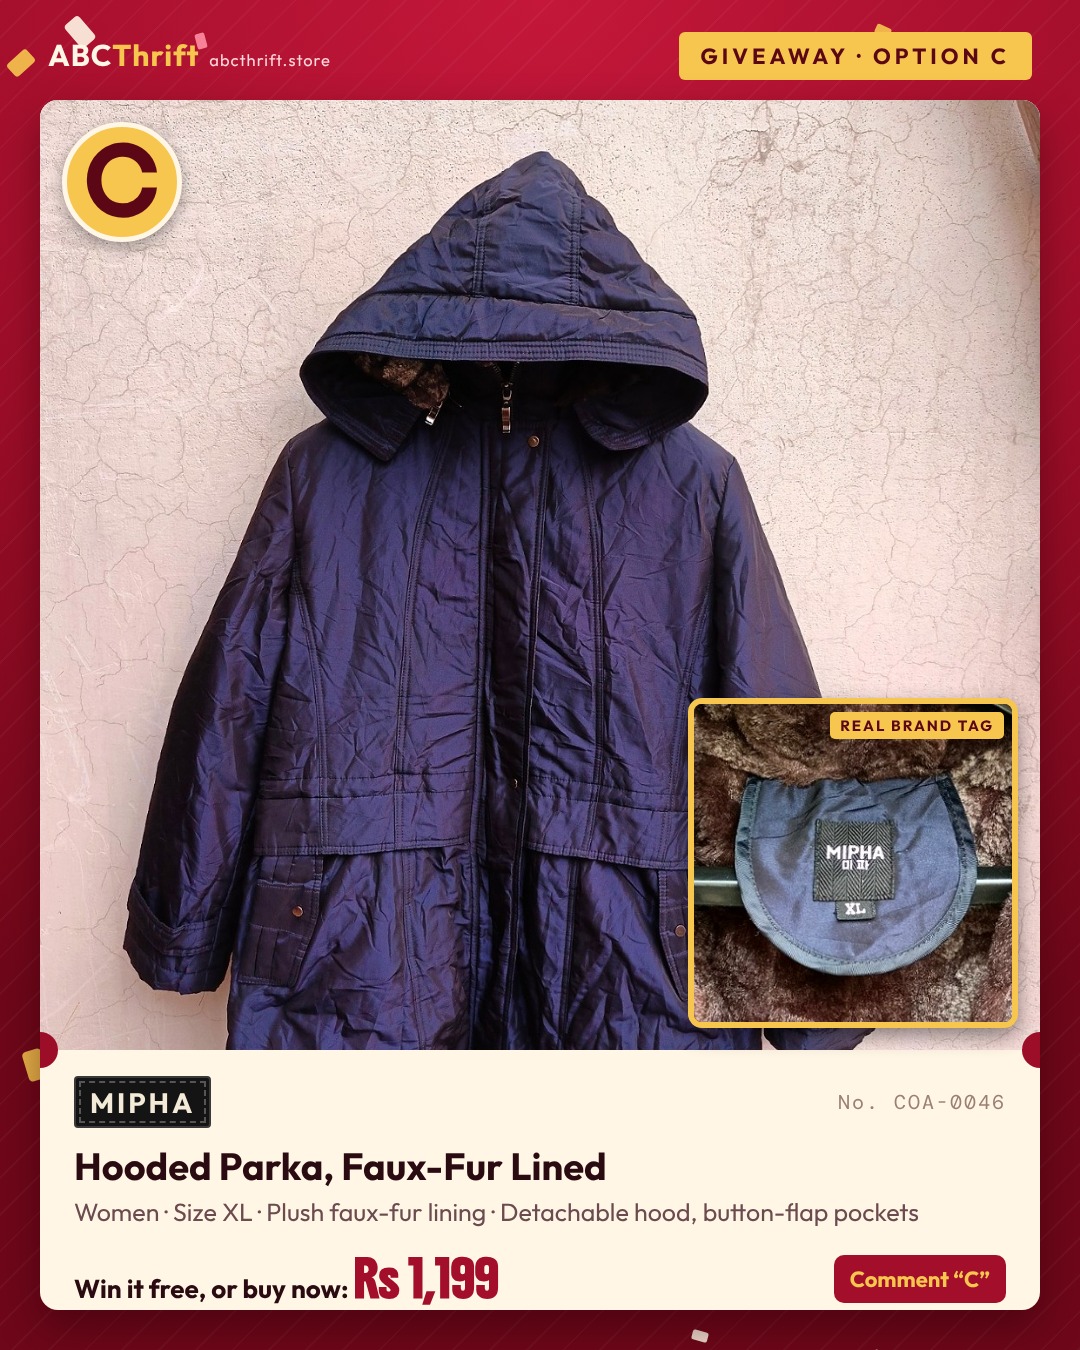 ABCThrift abcthrift.store
GIVEAWAY · OPTION C
C
REAL BRAND TAG
MIPHA
미파
XL
MIPHA
No. COA-0046
Hooded Parka, Faux-Fur Lined
Women · Size XL · Plush faux-fur lining · Detachable hood, button-flap pockets
Win it free, or buy now: Rs 1,199
Comment “C”